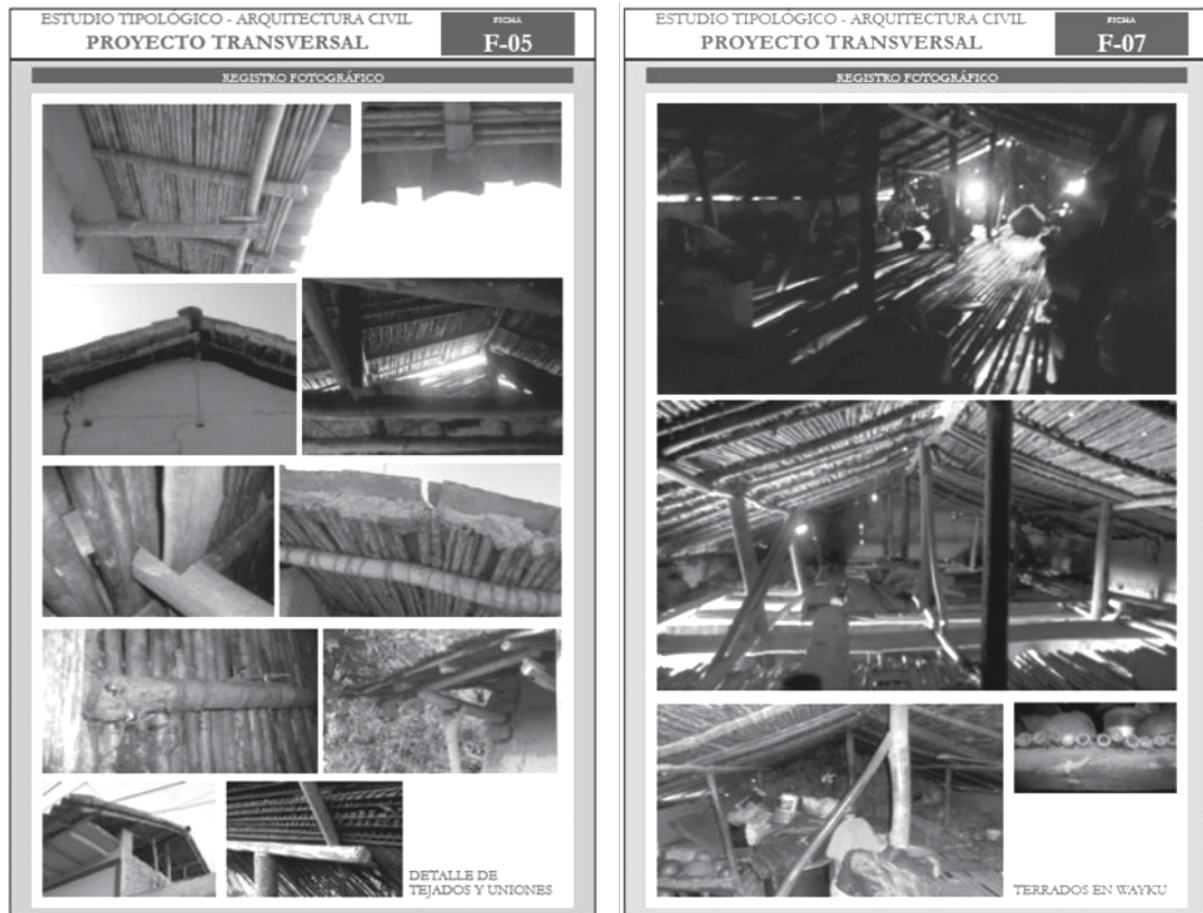 ESTUDIO TIPOLÓGICO - ARQUITECTURA CIVIL
PROYECTO TRANSVERSAL
FICHA
F-05
REGISTRO FOTOGRÁFICO
DETALLE DE
TEJADOS Y UNIONES
ESTUDIO TIPOLÓGICO - ARQUITECTURA CIVIL
PROYECTO TRANSVERSAL
FICHA
F-07
REGISTRO FOTOGRÁFICO
TERRADOS EN WAYKU